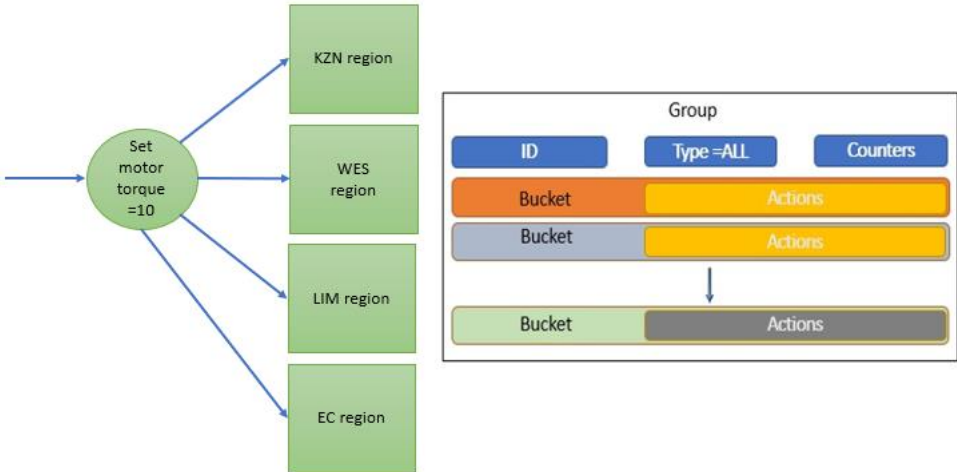 Set
motor
torque
=10
KZN region
WES
region
LIM region
EC region
Group
ID
Type =ALL
Counters
Bucket
Actions
Bucket
Actions
Bucket
Actions